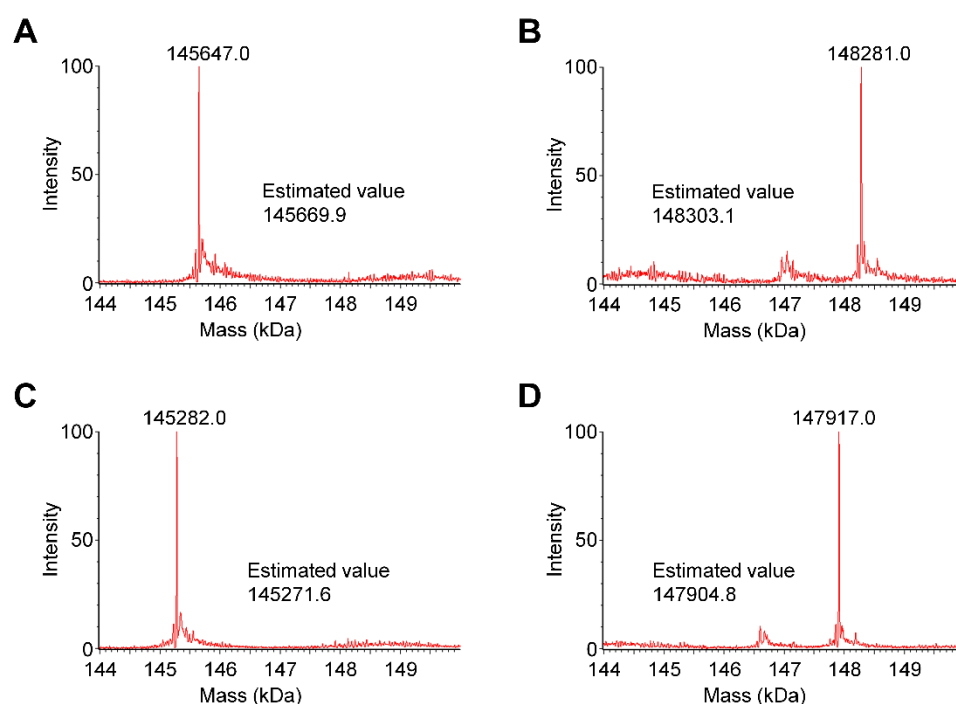 A
145647.0
100
50
0
Intensity
Estimated value
145669.9
144 145 146 147 148 149
Mass (kDa)
B
148281.0
100
50
0
Intensity
Estimated value
148303.1
144 145 146 147 148 149
Mass (kDa)
C
145282.0
100
50
0
Intensity
Estimated value
145271.6
144 145 146 147 148 149
Mass (kDa)
D
147917.0
100
50
0
Intensity
Estimated value
147904.8
144 145 146 147 148 149
Mass (kDa)